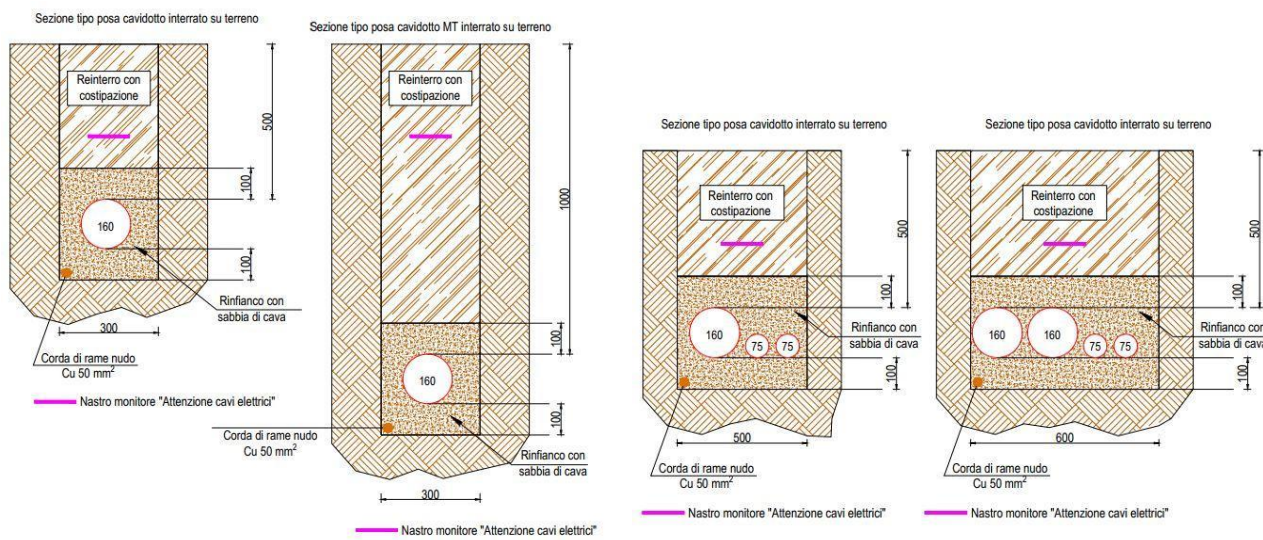 Sezione tipo posa cavidotto interrato su terreno
Reinterro con
costipazione
500
100
160
100
Rinfianco con
sabbia di cava
300
Corda di rame nudo
Cu 50 mm²
Nastro monitore "Attenzione cavi elettrici"
Sezione tipo posa cavidotto MT interrato su terreno
Reinterro con
costipazione
1000
100
160
100
Corda di rame nudo
Cu 50 mm²
Rinfianco con
sabbia di cava
300
Nastro monitore "Attenzione cavi elettrici"
Sezione tipo posa cavidotto interrato su terreno
Reinterro con
costipazione
500
100
160 75 75
Rinfianco con
sabbia di cava
100
500
Corda di rame nudo
Cu 50 mm²
Nastro monitore "Attenzione cavi elettrici"
Sezione tipo posa cavidotto interrato su terreno
Reinterro con
costipazione
500
100
160 160 75 75
Rinfianco con
sabbia di cava
100
600
Corda di rame nudo
Cu 50 mm²
Nastro monitore "Attenzione cavi elettrici"